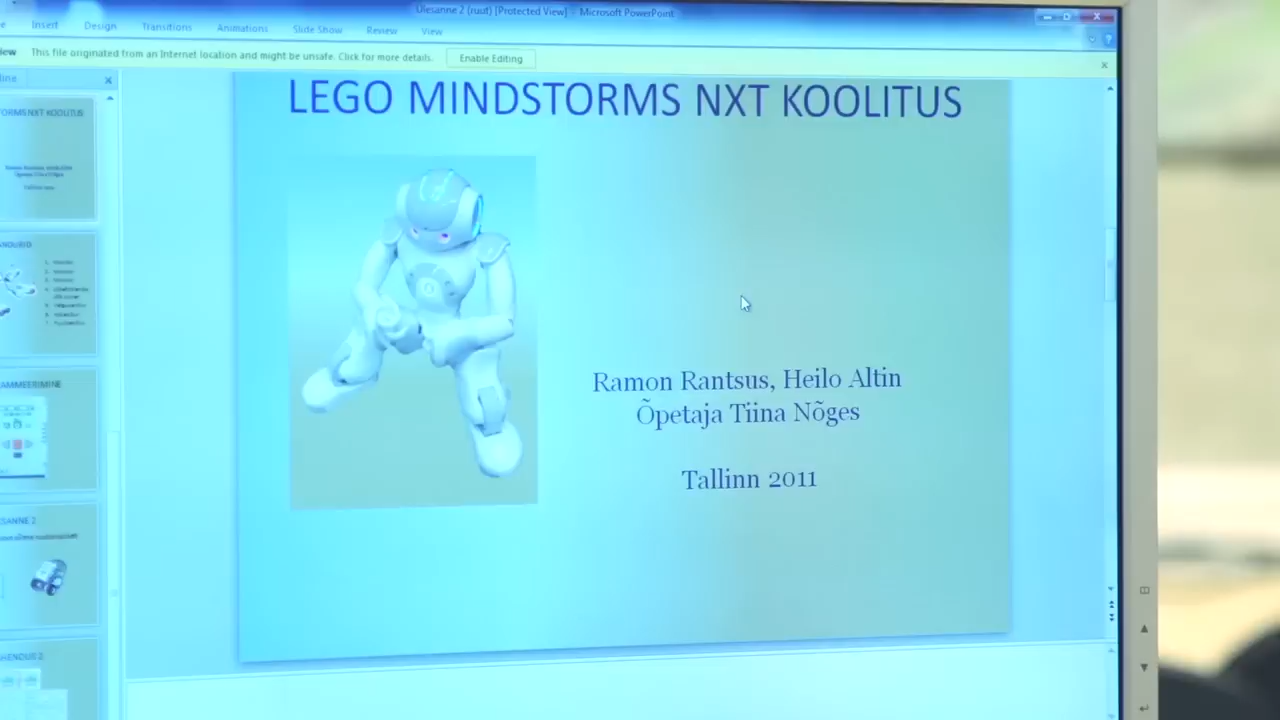 Ülesanne 2 (ruut) [Protected View] - Microsoft PowerPoint
Insert Design Transitions Animations Slide Show Review View
This file originated from an Internet location and might be unsafe. Click for more details. Enable Editing
LEGO MINDSTORMS NXT KOOLITUS
Ramon Rantsus, Heilo Altin
Õpetaja Tiina Nõges
Tallinn 2011